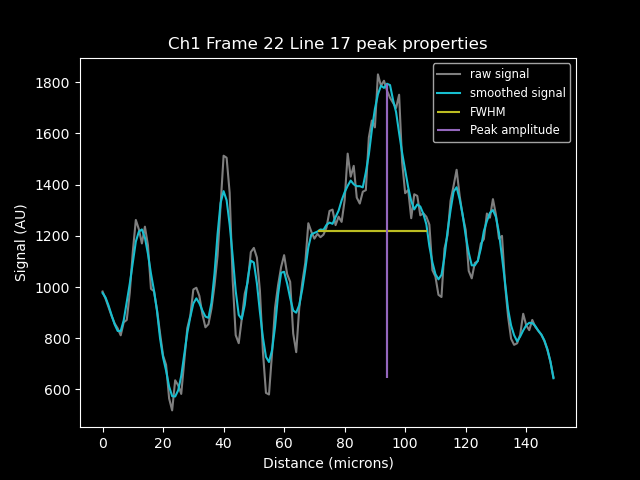 Ch1 Frame 22 Line 17 peak properties
raw signal
smoothed signal
FWHM
Peak amplitude
Signal (AU)
1800
1600
1400
1200
1000
800
600
0 20 40 60 80 100 120 140
Distance (microns)